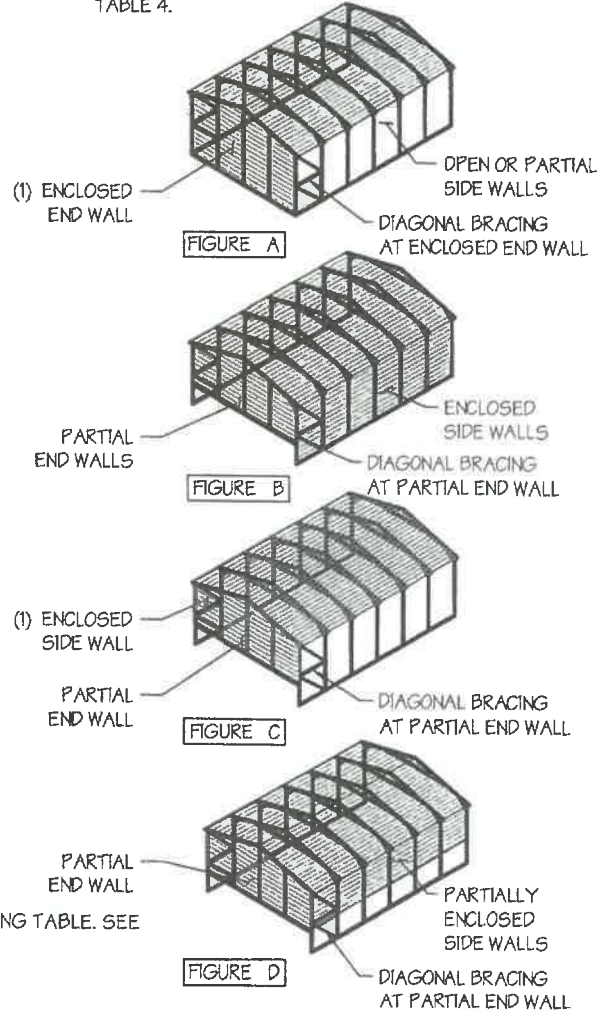 TABLE 4.
OPEN OR PARTIAL
SIDE WALLS
(1) ENCLOSED
END WALL
DIAGONAL BRACING
AT ENCLOSED END WALL
FIGURE A
ENCLOSED
SIDE WALLS
PARTIAL
END WALLS
DIAGONAL BRACING
AT PARTIAL END WALL
FIGURE B
(1) ENCLOSED
SIDE WALL
PARTIAL
END WALL
DIAGONAL BRACING
AT PARTIAL END WALL
FIGURE C
PARTIAL
END WALL
PARTIALLY
ENCLOSED
SIDE WALLS
NG TABLE. SEE
FIGURE D
DIAGONAL BRACING
AT PARTIAL END WALL